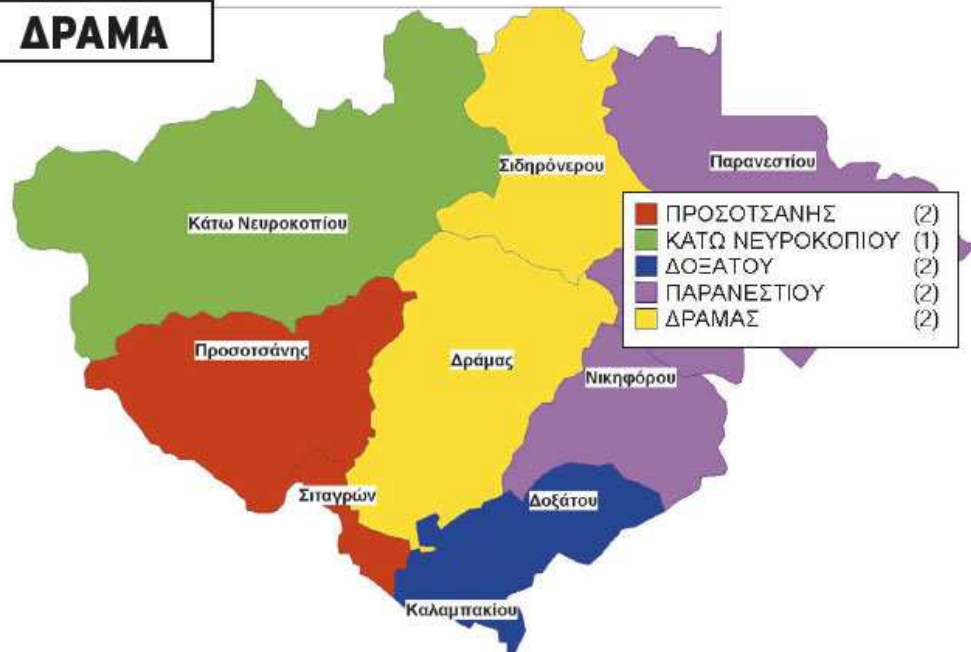 ΔΡΑΜΑ
Σιδηρόνερου
Παρανεστίου
Κάτω Νευροκοπίου
ΠΡΟΣΟΤΣΑΝΗΣ (2)
ΚΑΤΩ ΝΕΥΡΟΚΟΠΙΟΥ (1)
ΔΟΞΑΤΟΥ (2)
ΠΑΡΑΝΕΣΤΙΟΥ (2)
ΔΡΑΜΑΣ (2)
Προσοτσάνης
Δράμας
Νικηφόρου
Σιταγρών
Δοξάτου
Καλαμπακίου